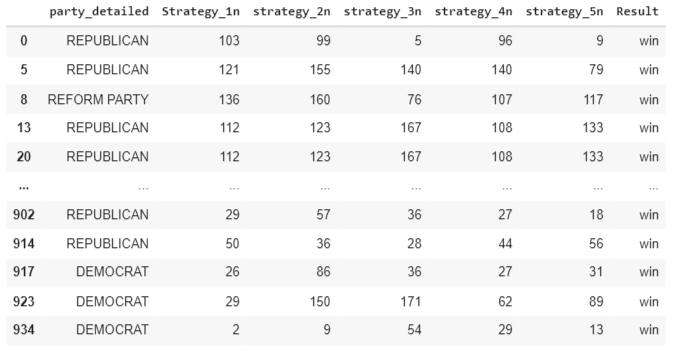 party_detailed Strategy_1n strategy_2n strategy_3n strategy_4n strategy_5n Result
0 REPUBLICAN 103 99 5 96 9 win
5 REPUBLICAN 121 155 140 140 79 win
8 REFORM PARTY 136 160 76 107 117 win
13 REPUBLICAN 112 123 167 108 133 win
20 REPUBLICAN 112 123 167 108 133 win
... ... ... ... ... ... ... ...
902 REPUBLICAN 29 57 36 27 18 win
914 REPUBLICAN 50 36 28 44 56 win
917 DEMOCRAT 26 86 36 27 31 win
923 DEMOCRAT 29 150 171 62 89 win
934 DEMOCRAT 2 9 54 29 13 win